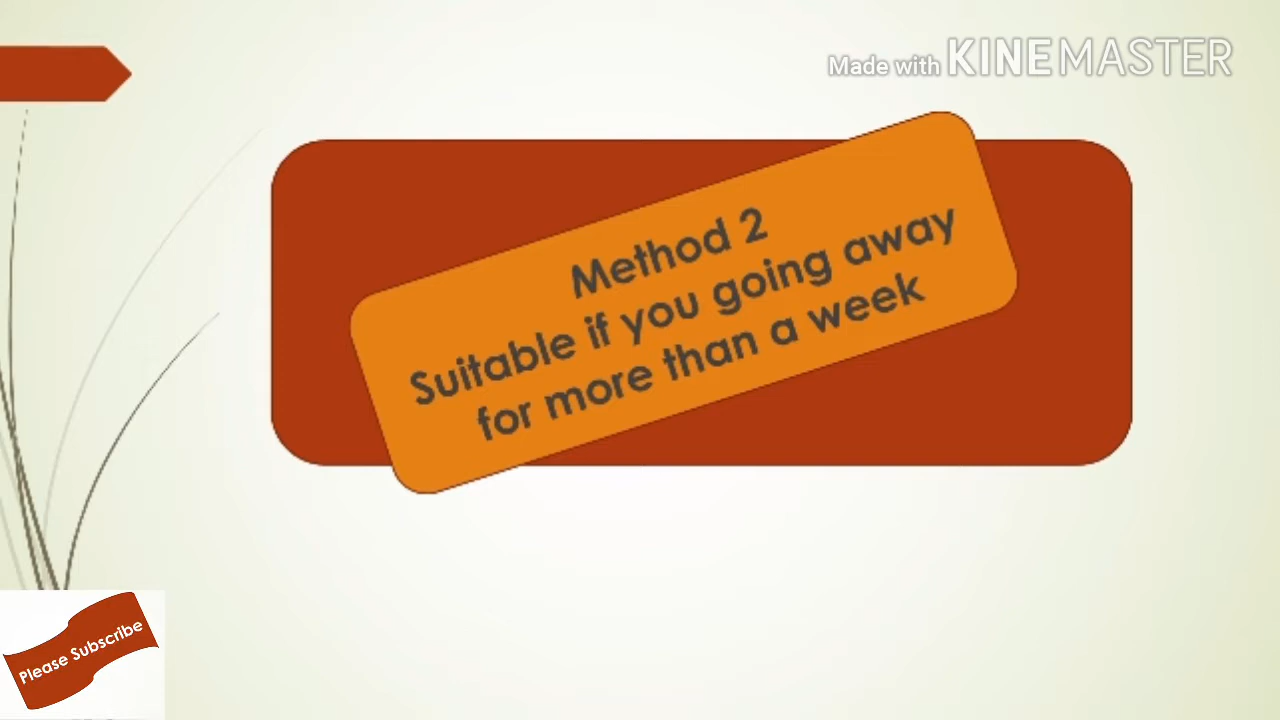 Made with KINEMASTER
Method 2
Suitable if you going away
for more than a week
Please Subscribe